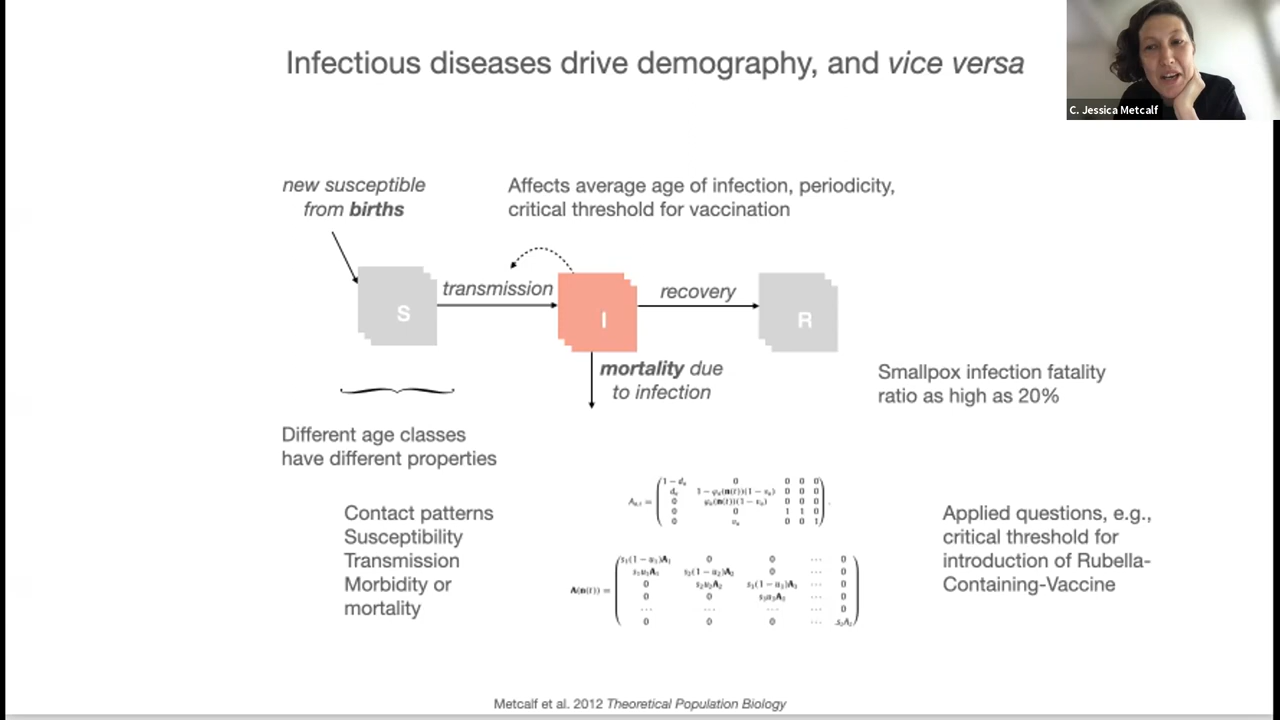 Infectious diseases drive demography, and vice versa
C. Jessica Metcalf
new susceptible
from births
Affects average age of infection, periodicity,
critical threshold for vaccination
S
transmission
I
recovery
R
mortality due
to infection
Smallpox infection fatality
ratio as high as 20%
Different age classes
have different properties
Contact patterns
Susceptibility
Transmission
Morbidity or
mortality
Applied questions, e.g.,
critical threshold for
introduction of Rubella-
Containing-Vaccine
Metcalf et al. 2012 Theoretical Population Biology